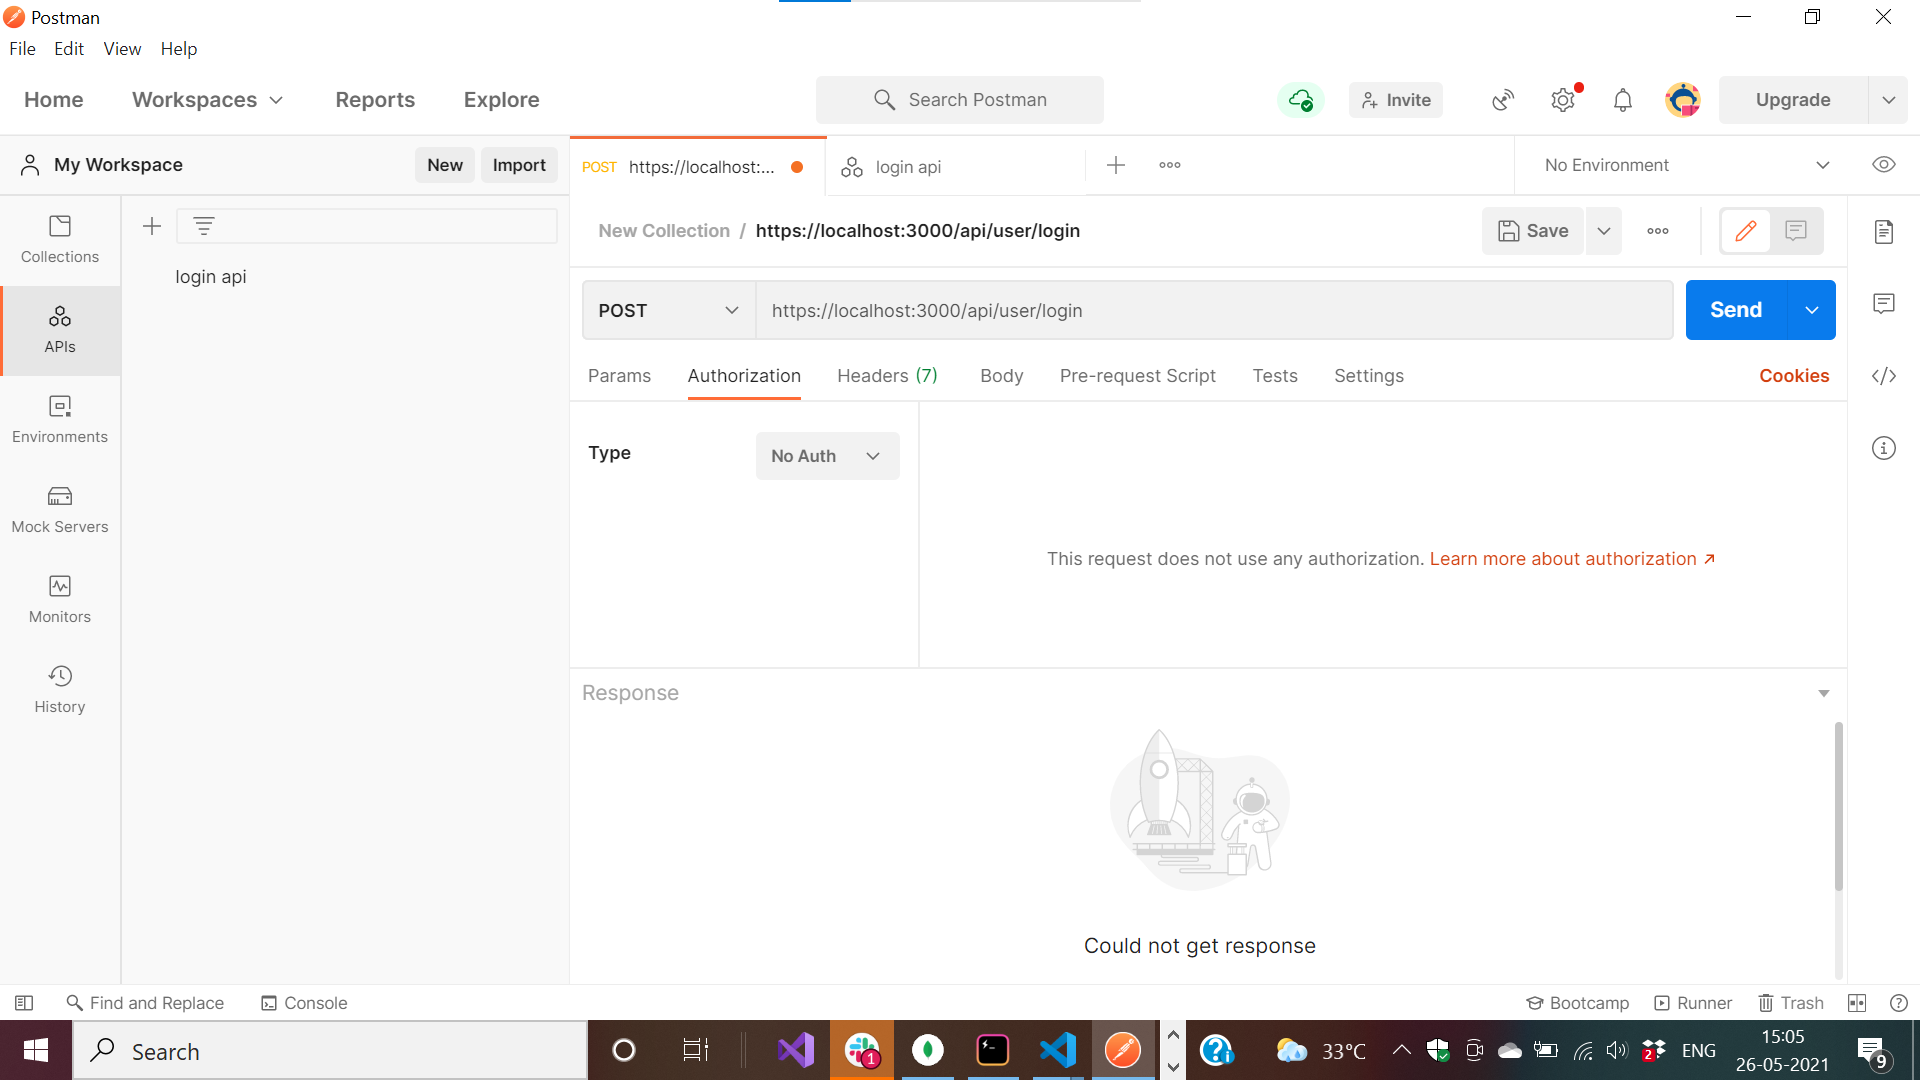 Postman
File Edit View Help
Home Workspaces Reports Explore Search Postman Invite Upgrade
My Workspace New Import POST https://localhost:... login api No Environment
New Collection / https://localhost:3000/api/user/login Save
Collections
login api
POST https://localhost:3000/api/user/login Send
APIs
Params Authorization Headers (7) Body Pre-request Script Tests Settings Cookies
Environments
Type No Auth
Mock Servers
This request does not use any authorization. Learn more about authorization ↗
Monitors
History
Response
Could not get response
Find and Replace Console Bootcamp Runner Trash
Search 1 33°C 2 ENG 15:05
26-05-2021 9